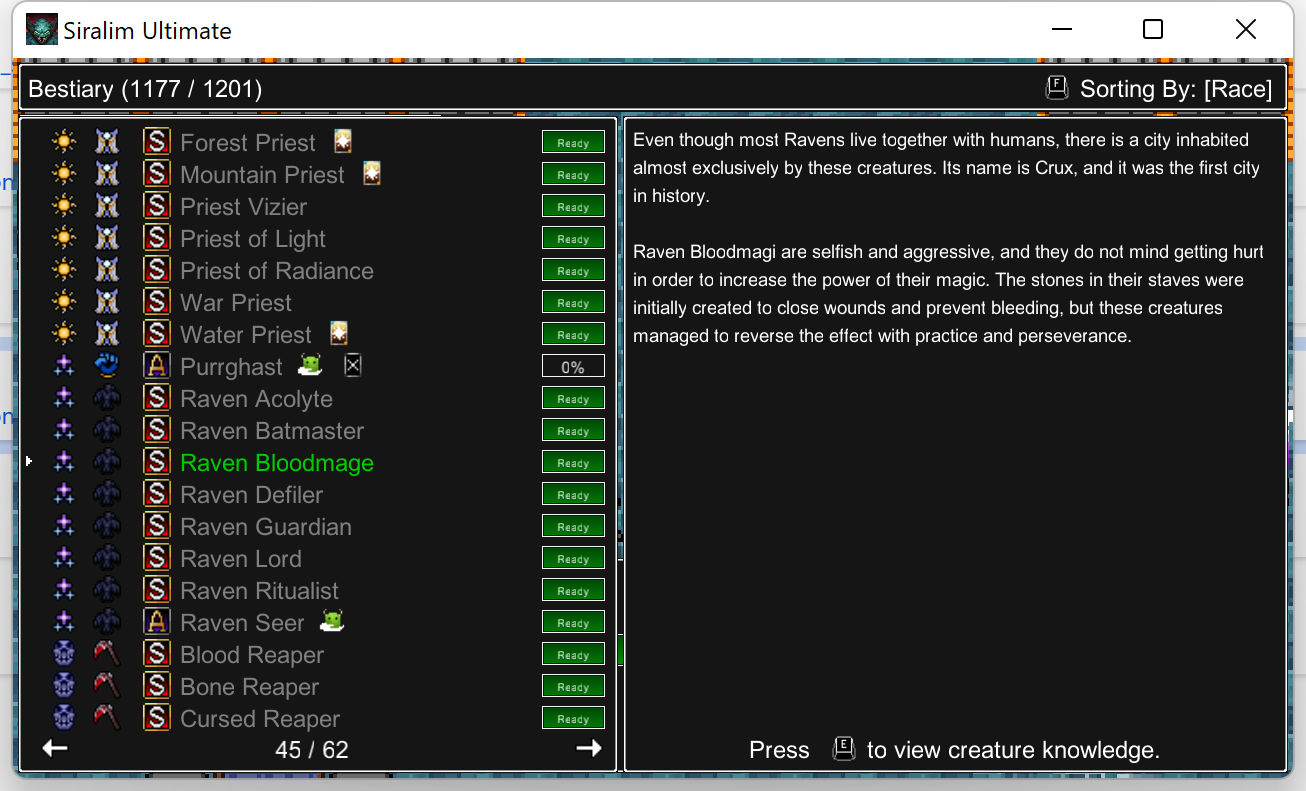 Siralim Ultimate
Bestiary (1177 / 1201)
F Sorting By: [Race]
S Forest Priest Ready
S Mountain Priest Ready
S Priest Vizier Ready
S Priest of Light Ready
S Priest of Radiance Ready
S War Priest Ready
S Water Priest Ready
A Purrghast 0%
S Raven Acolyte Ready
S Raven Batmaster Ready
S Raven Bloodmage Ready
S Raven Defiler Ready
S Raven Guardian Ready
S Raven Lord Ready
S Raven Ritualist Ready
A Raven Seer Ready
S Blood Reaper Ready
S Bone Reaper Ready
S Cursed Reaper Ready
45 / 62
Even though most Ravens live together with humans, there is a city inhabited
almost exclusively by these creatures. Its name is Crux, and it was the first city
in history.
Raven Bloodmagi are selfish and aggressive, and they do not mind getting hurt
in order to increase the power of their magic. The stones in their staves were
initially created to close wounds and prevent bleeding, but these creatures
managed to reverse the effect with practice and perseverance.
Press E to view creature knowledge.